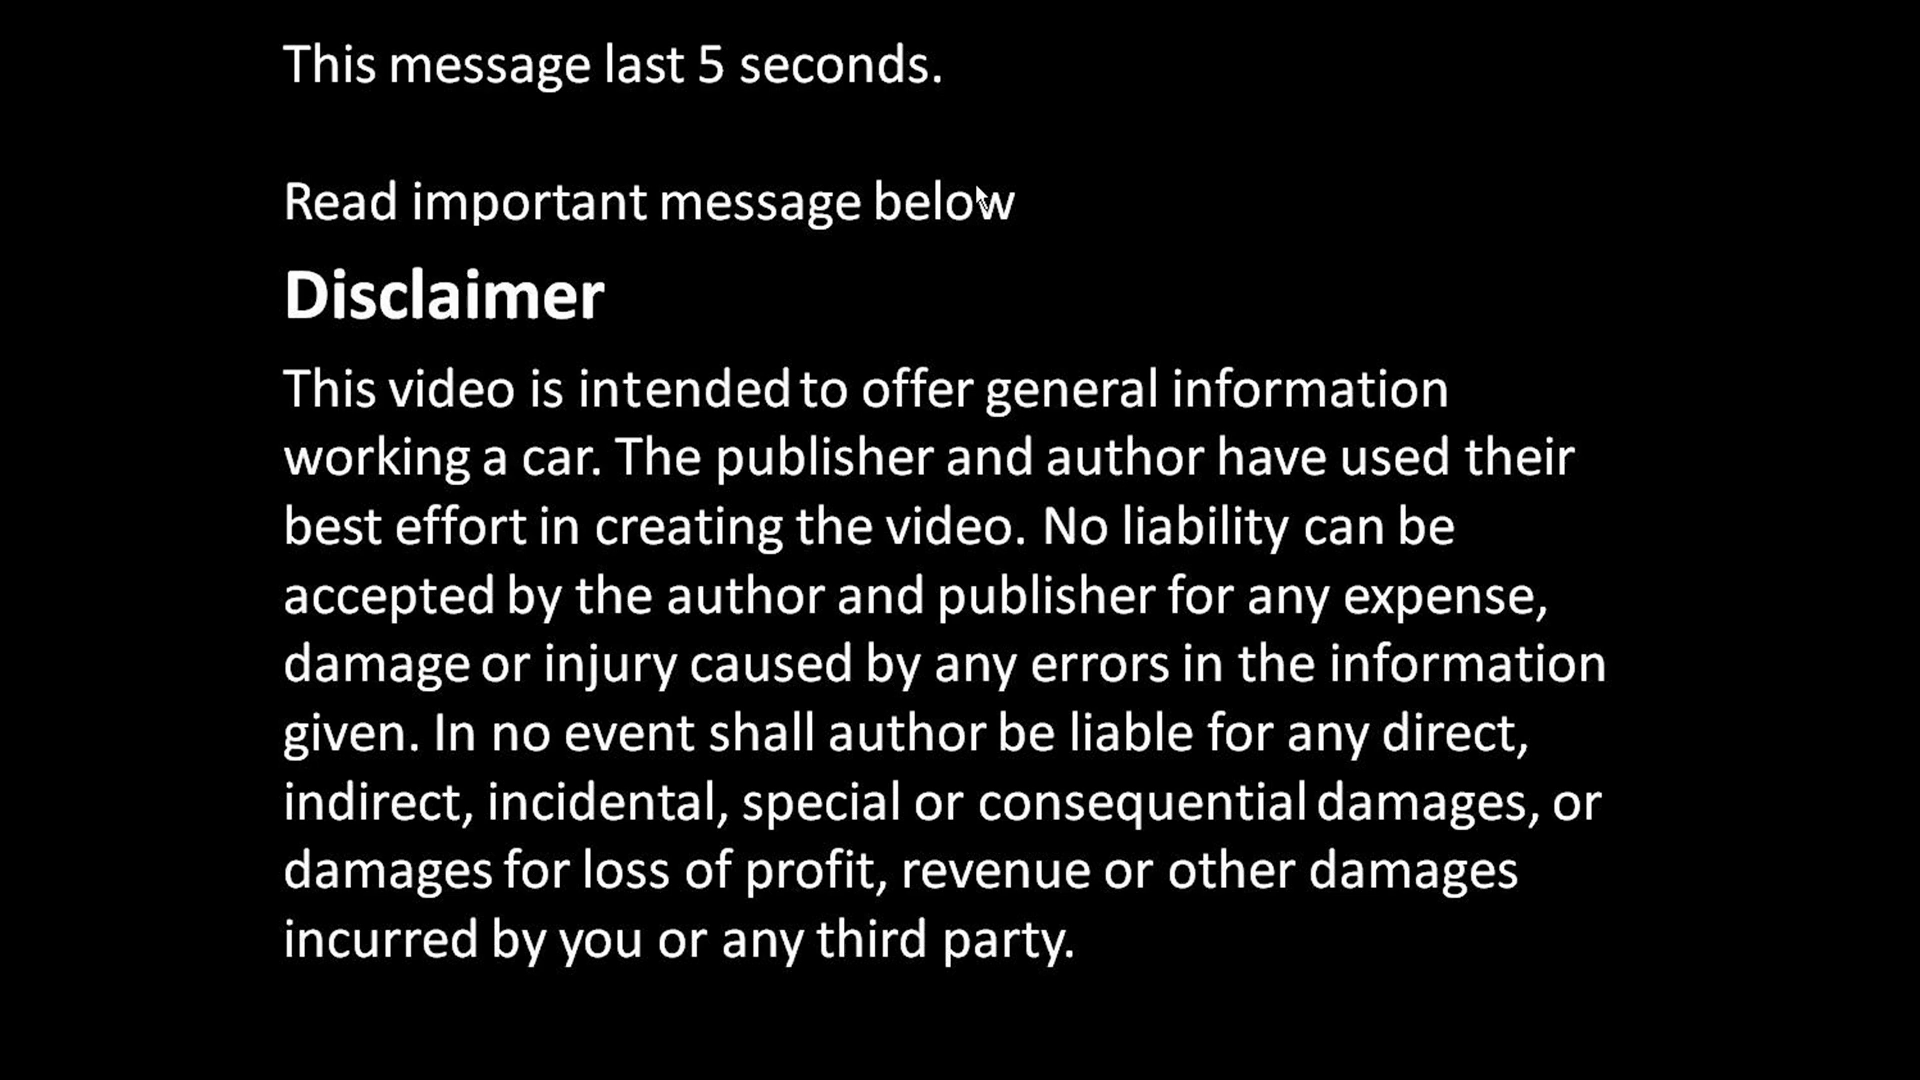 This message last 5 seconds.
Read important message below
Disclaimer
This video is intended to offer general information
working a car. The publisher and author have used their
best effort in creating the video. No liability can be
accepted by the author and publisher for any expense,
damage or injury caused by any errors in the information
given. In no event shall author be liable for any direct,
indirect, incidental, special or consequential damages, or
damages for loss of profit, revenue or other damages
incurred by you or any third party.